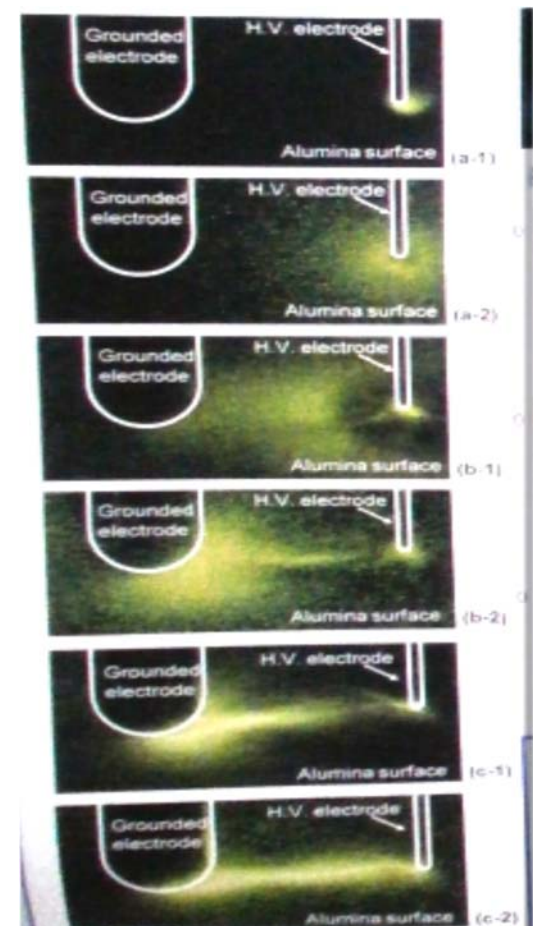 Grounded
electrode
H.V. electrode
Alumina surface
(a-1)
Grounded
electrode
H.V. electrode
Alumina surface
(a-2)
Grounded
electrode
H.V. electrode
Alumina surface
(b-1)
Grounded
electrode
H.V. electrode
Alumina surface
(b-2)
Grounded
electrode
H.V. electrode
Alumina surface
(c-1)
Grounded
electrode
H.V. electrode
Alumina surface
(c-2)